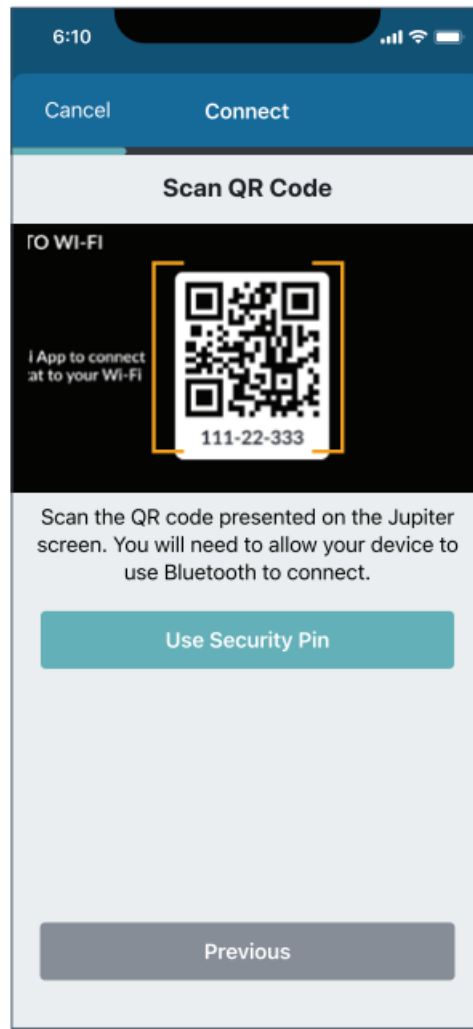 6:10
Cancel
Connect
Scan QR Code
TO WI-FI
App to connect
at to your Wi-Fi
111-22-333
Scan the QR code presented on the Jupiter
screen. You will need to allow your device to
use Bluetooth to connect.
Use Security Pin
Previous